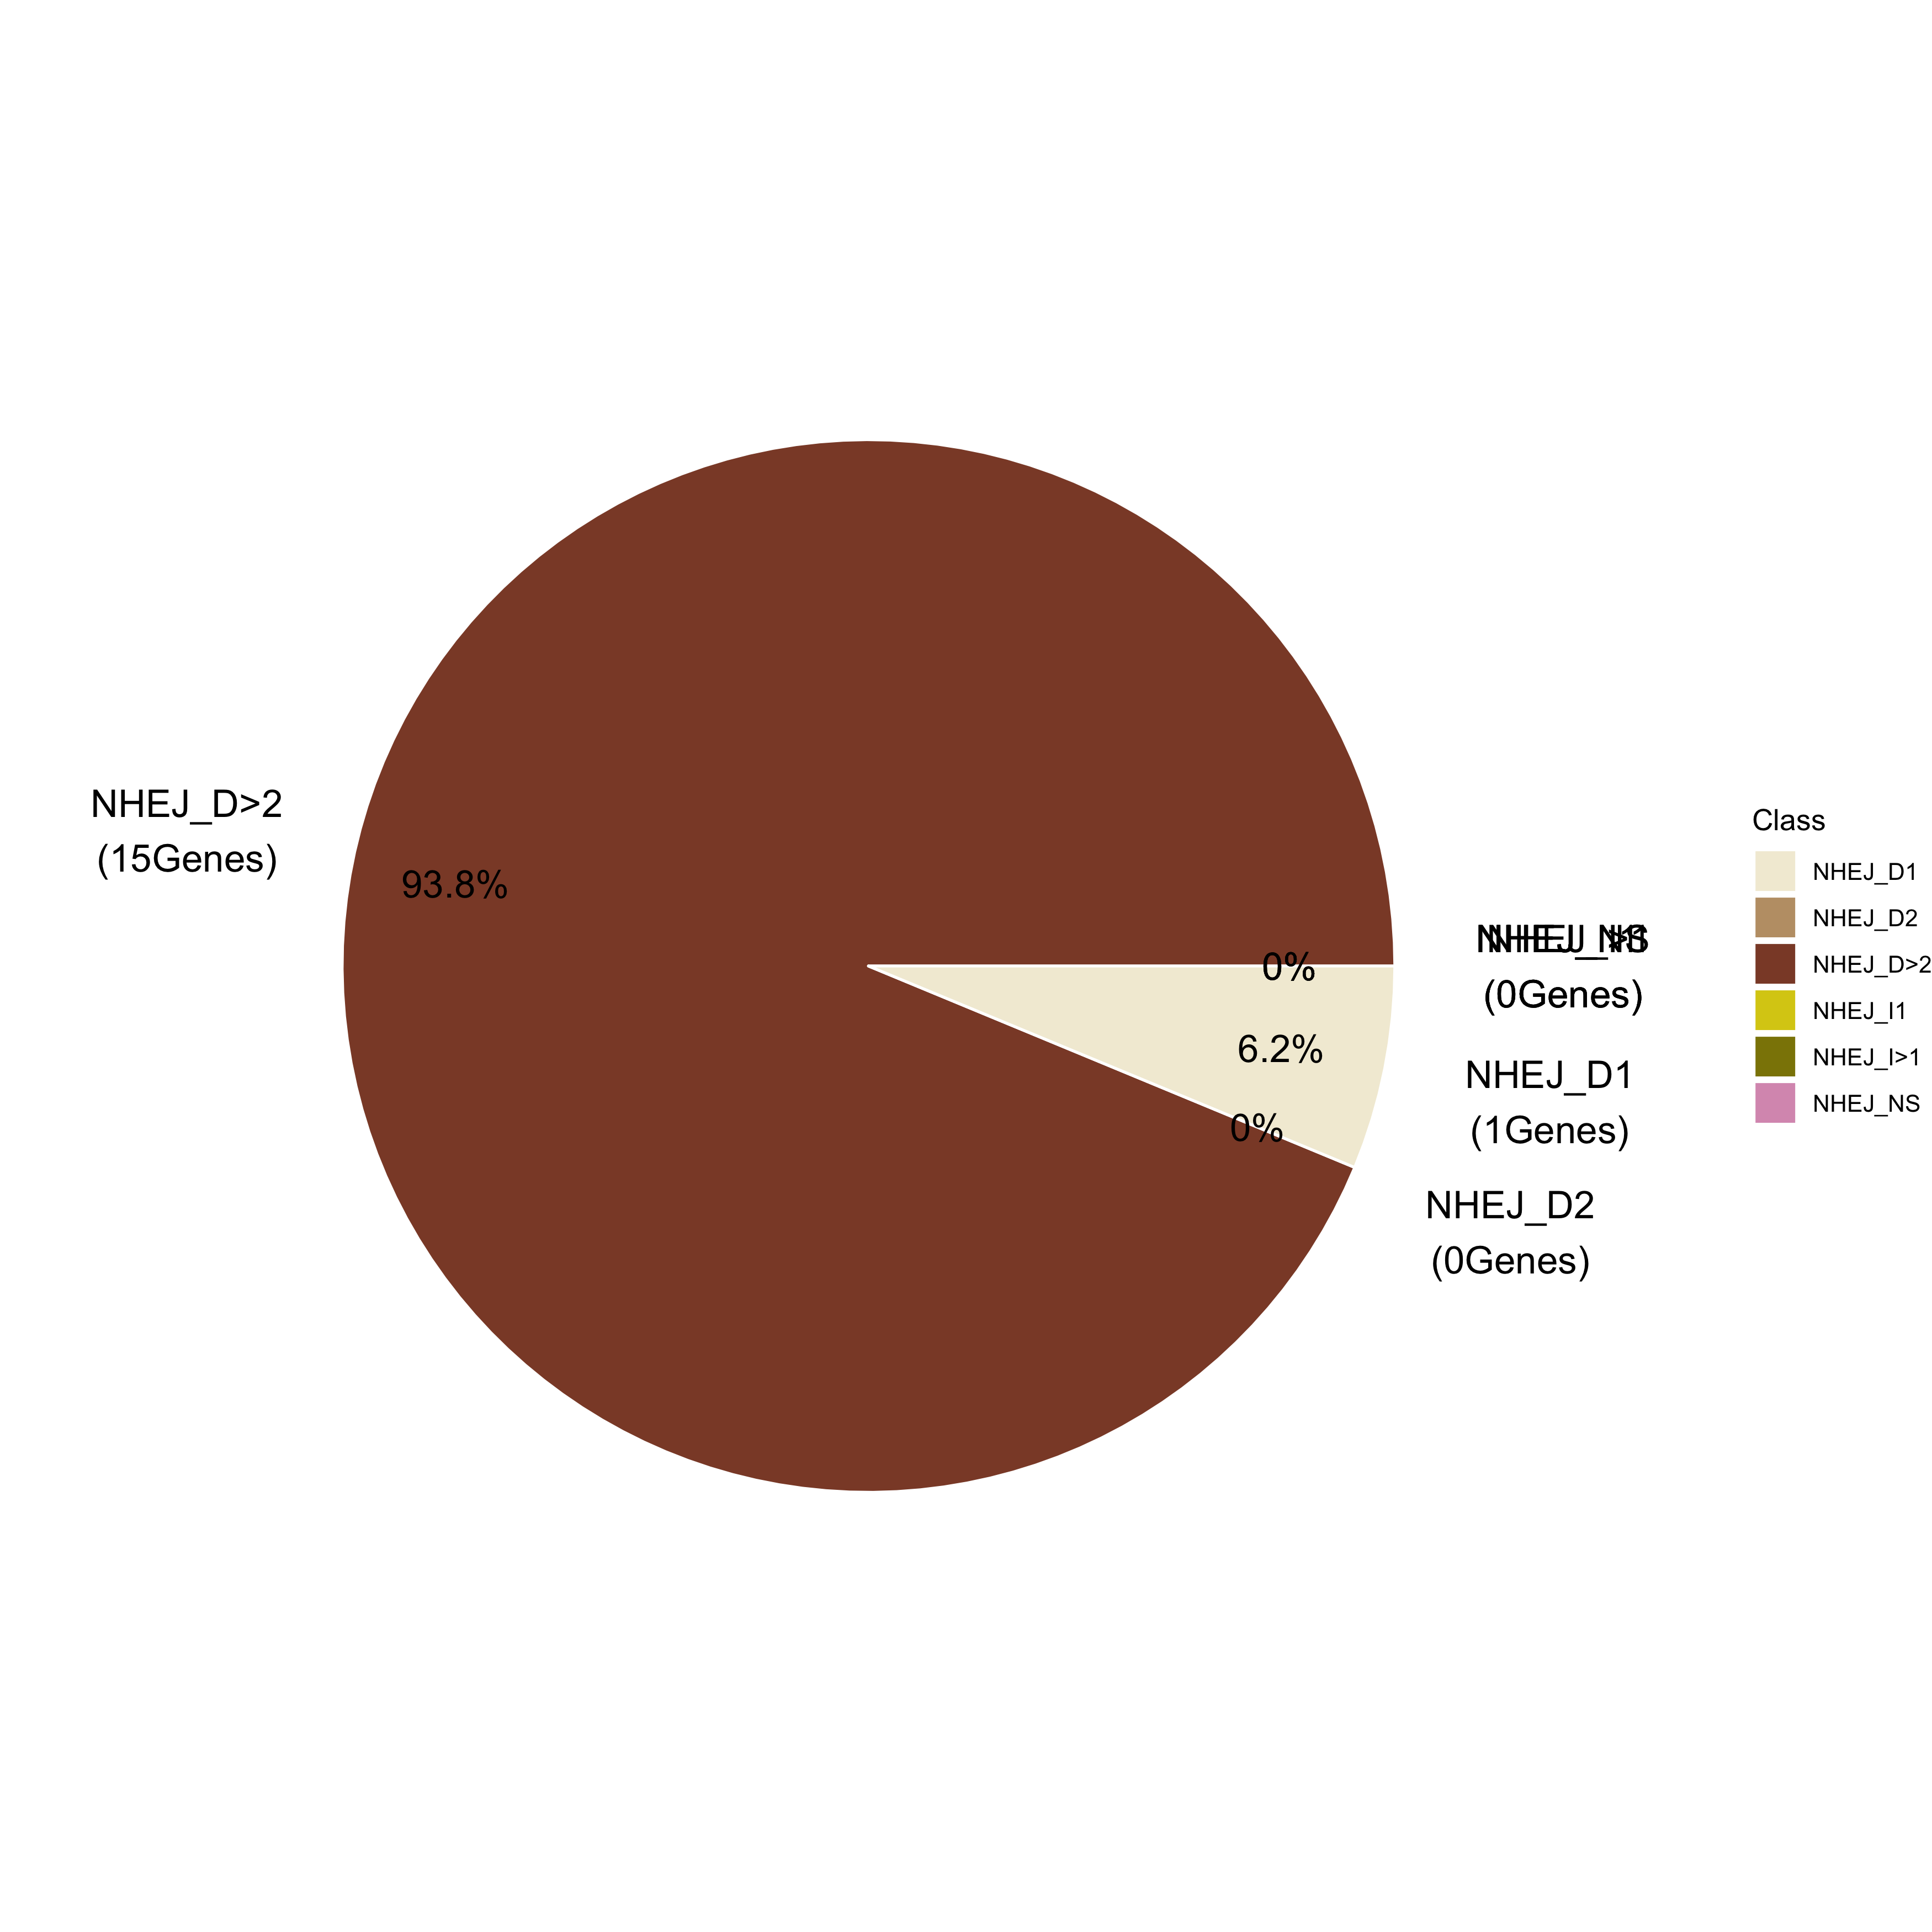 NHEJ_D>2
(15Genes)
93.8%
0%
(0Genes)
6.2%
NHEJ_D1
(1Genes)
0%
NHEJ_D2
(0Genes)
Class
NHEJ_D1
NHEJ_D2
NHEJ_D>2
NHEJ_I1
NHEJ_I>1
NHEJ_NS